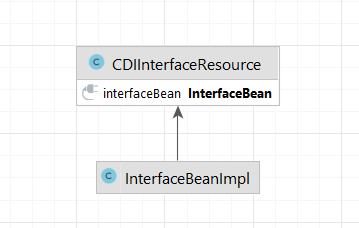 C CDIInterfaceResource
interfaceBean InterfaceBean
C InterfaceBeanImpl